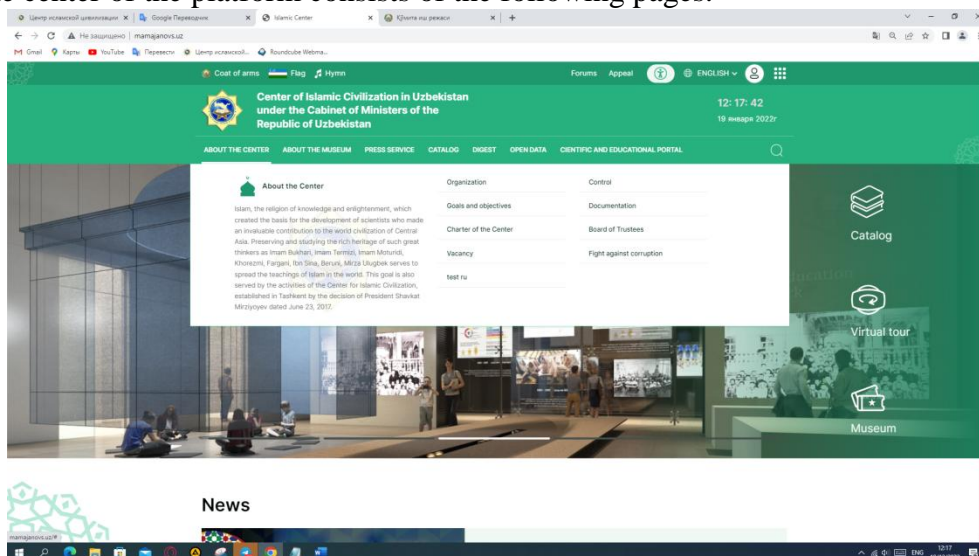 center of the platform consists of the following pages:
Центр исламской цивилизации
Google Переводчик
Islamic Center
Қўмита иш режаси
Не защищено | mamajanovs.uz
Gmail Карты YouTube Перевести Центр исламской... Roundcube Webma...
Coat of arms Flag Hymn Forums Appeal ENGLISH
Center of Islamic Civilization in Uzbekistan
under the Cabinet of Ministers of the
Republic of Uzbekistan
12: 17: 42
19 января 2022г
ABOUT THE CENTER ABOUT THE MUSEUM PRESS SERVICE CATALOG DIGEST OPEN DATA CIENTIFIC AND EDUCATIONAL PORTAL
About the Center
Islam, the religion of knowledge and enlightenment, which
created the basis for the development of scientists who made
an invaluable contribution to the world civilization of Central
Asia. Preserving and studying the rich heritage of such great
thinkers as Imam Bukhari, Imam Termizi, Imam Moturidi,
Khorezmi, Fargani, Ibn Sina, Beruni, Mirza Ulugbek serves to
spread the teachings of Islam in the world. This goal is also
served by the activities of the Center for Islamic Civilization,
established in Tashkent by the decision of President Shavkat
Mirziyoyev dated June 23, 2017.
Organization
Goals and objectives
Charter of the Center
Vacancy
test ru
Control
Documentation
Board of Trustees
Fight against corruption
Catalog
Virtual tour
Museum
News
mamajanovs.uz/#
ENG
12:17